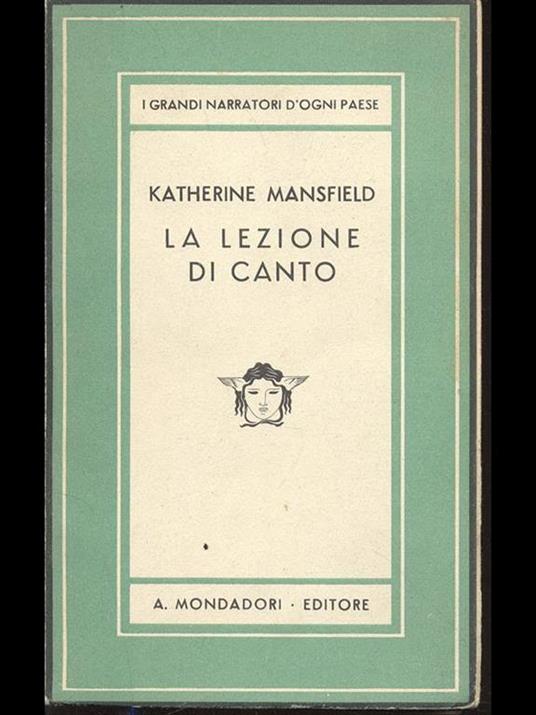 I GRANDI NARRATORI D'OGNI PAESE
KATHERINE MANSFIELD
LA LEZIONE
DI CANTO
A. MONDADORI · EDITORE